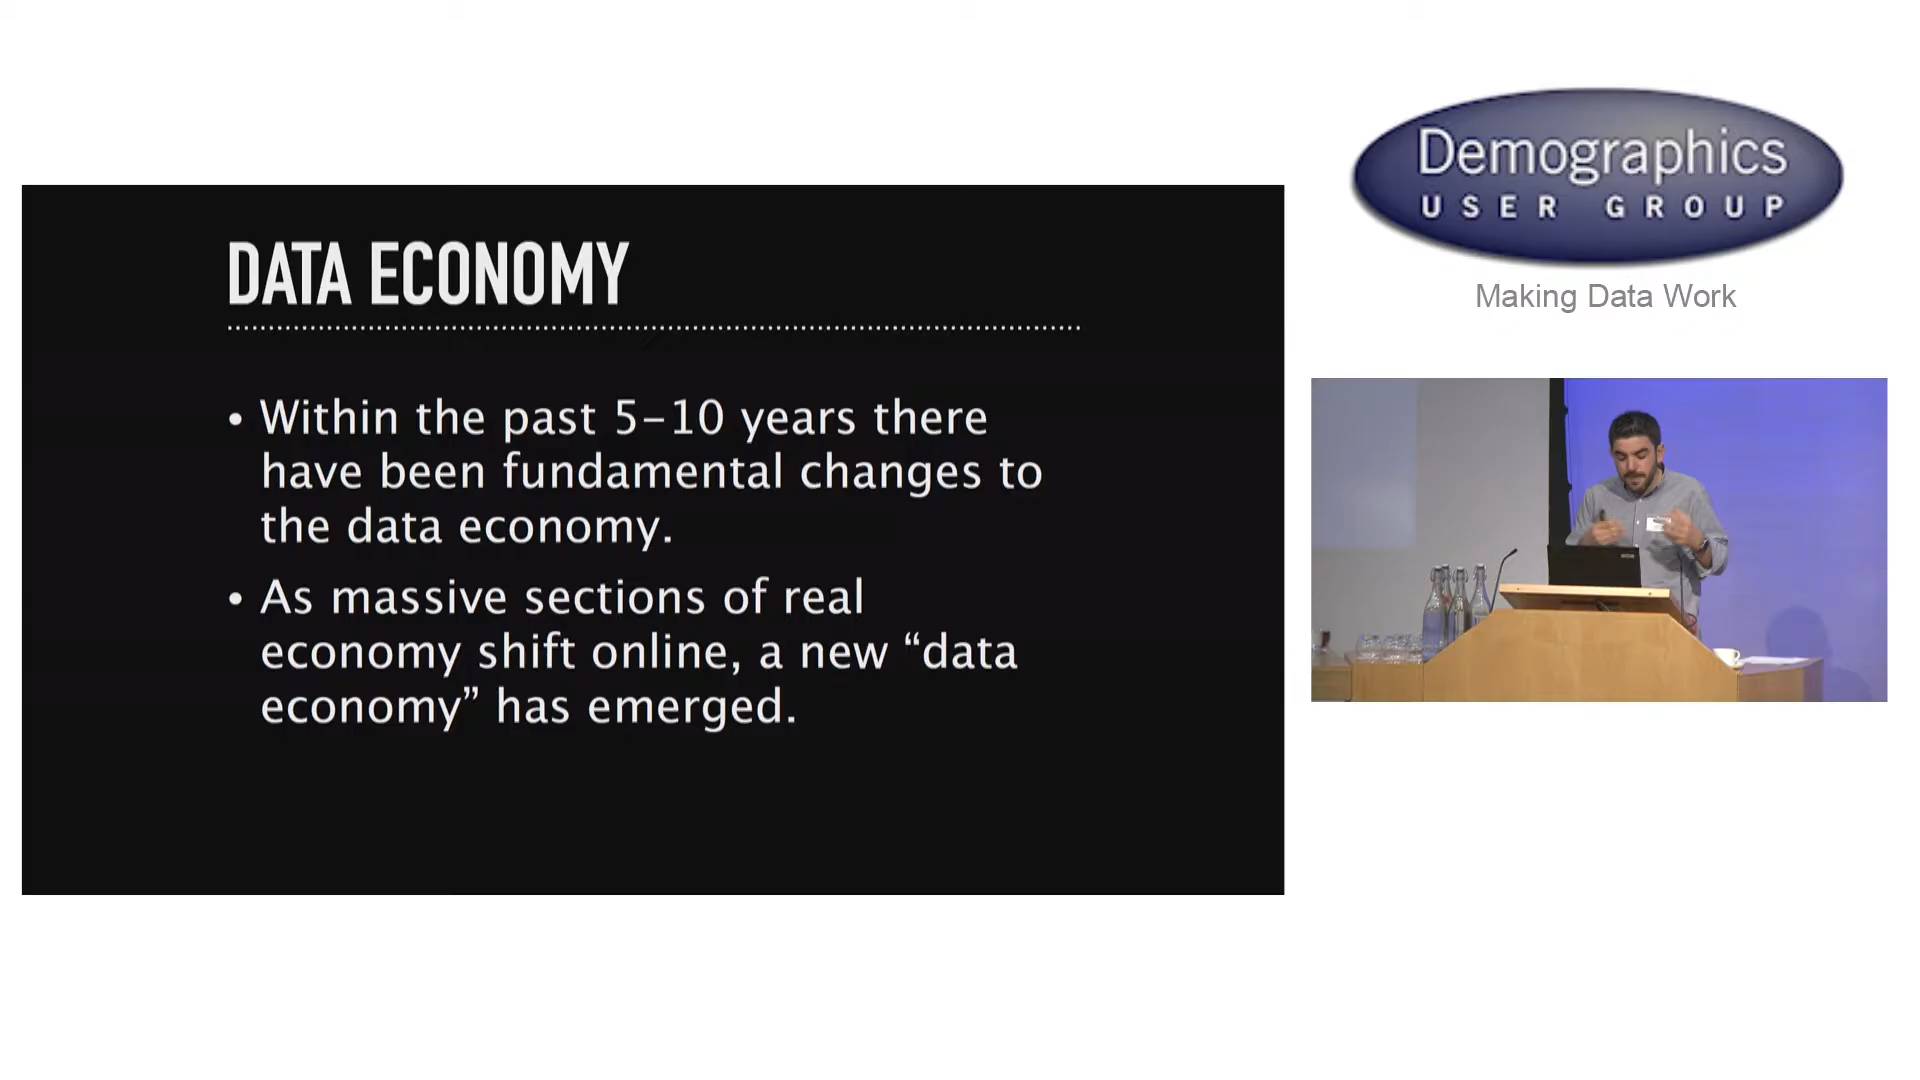 DATA ECONOMY
• Within the past 5–10 years there
have been fundamental changes to
the data economy.
• As massive sections of real
economy shift online, a new “data
economy” has emerged.
Demographics
USER GROUP
Making Data Work